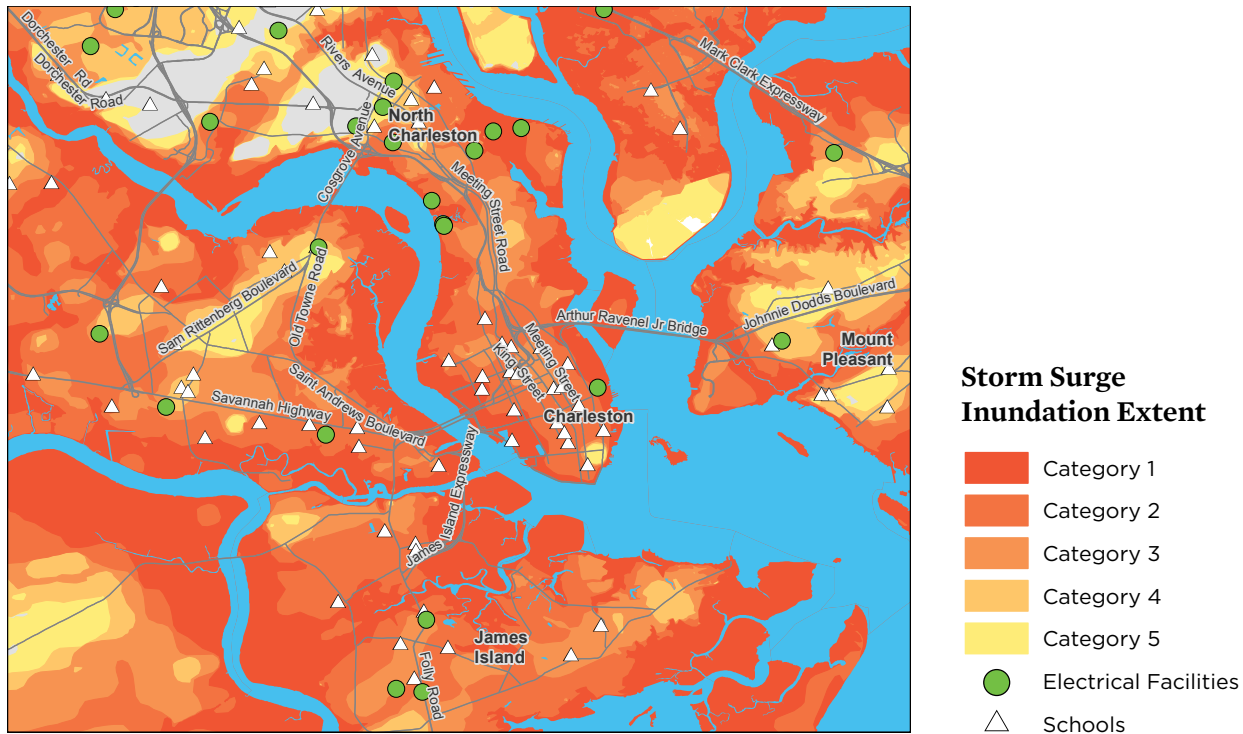 Dorchester Rd
Dorchester Road
Rivers Avenue
Mark Clark Expressway
North
Charleston
Cosgrove Avenue
Meeting Street Road
Old Towne Road
Sam Rittenberg Boulevard
Arthur Ravenel Jr Bridge
Johnnie Dodds Boulevard
Mount
Pleasant
Meeting Street
King Street
Saint Andrews Boulevard
Savannah Highway
Charleston
James Island Expressway
James
Island
Folly Road
Storm Surge
Inundation Extent
Category 1
Category 2
Category 3
Category 4
Category 5
Electrical Facilities
Schools